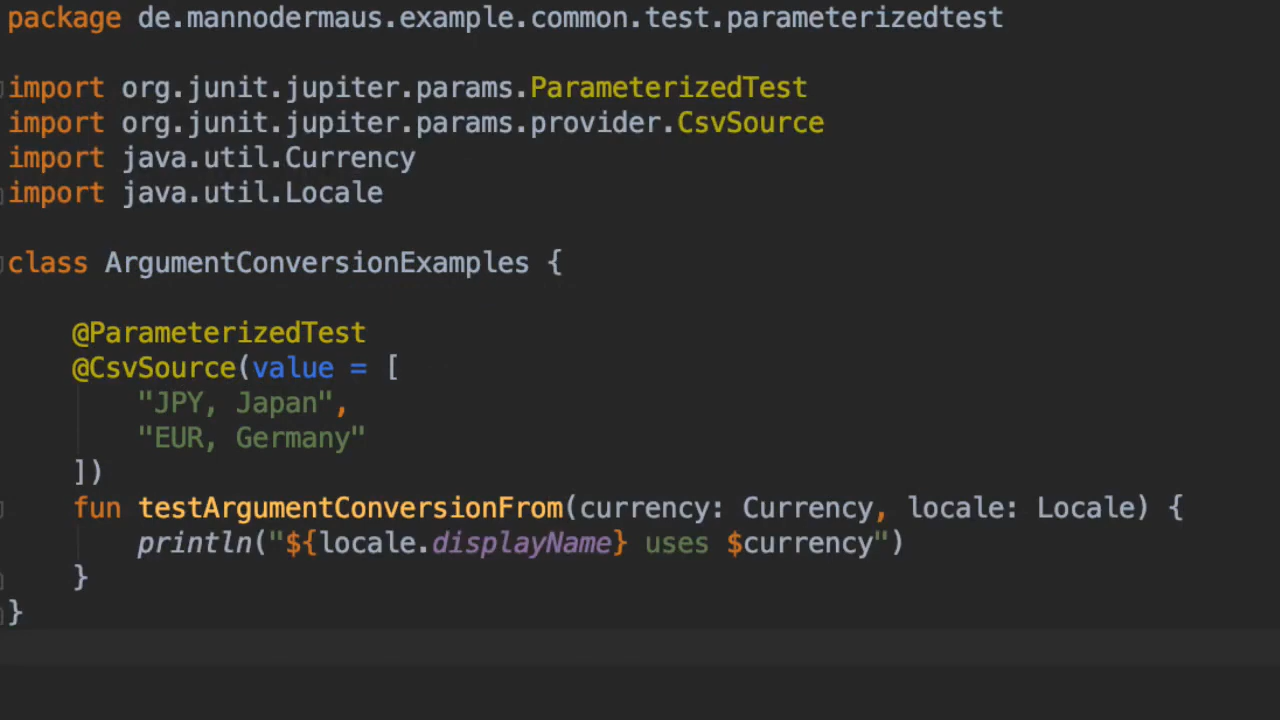 package de.mannodermaus.example.common.test.parameterizedtest
import org.junit.jupiter.params.ParameterizedTest
import org.junit.jupiter.params.provider.CsvSource
import java.util.Currency
import java.util.Locale
class ArgumentConversionExamples {
@ParameterizedTest
@CsvSource(value = [
"JPY, Japan",
"EUR, Germany"
])
fun testArgumentConversionFrom(currency: Currency, locale: Locale) {
println("${locale.displayName} uses $currency")
}
}